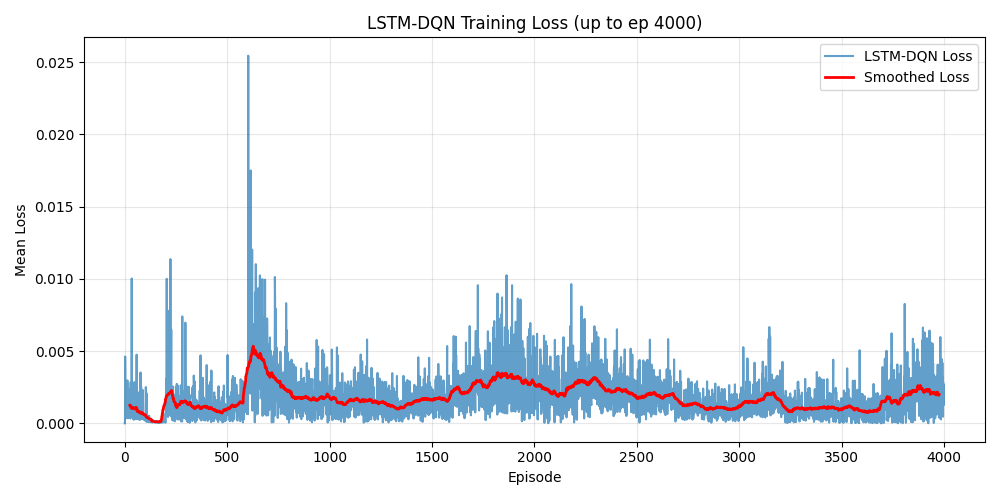 LSTM-DQN Training Loss (up to ep 4000)
LSTM-DQN Loss
Smoothed Loss
0.025
0.020
0.015
0.010
0.005
0.000
Mean Loss
0 500 1000 1500 2000 2500 3000 3500 4000
Episode